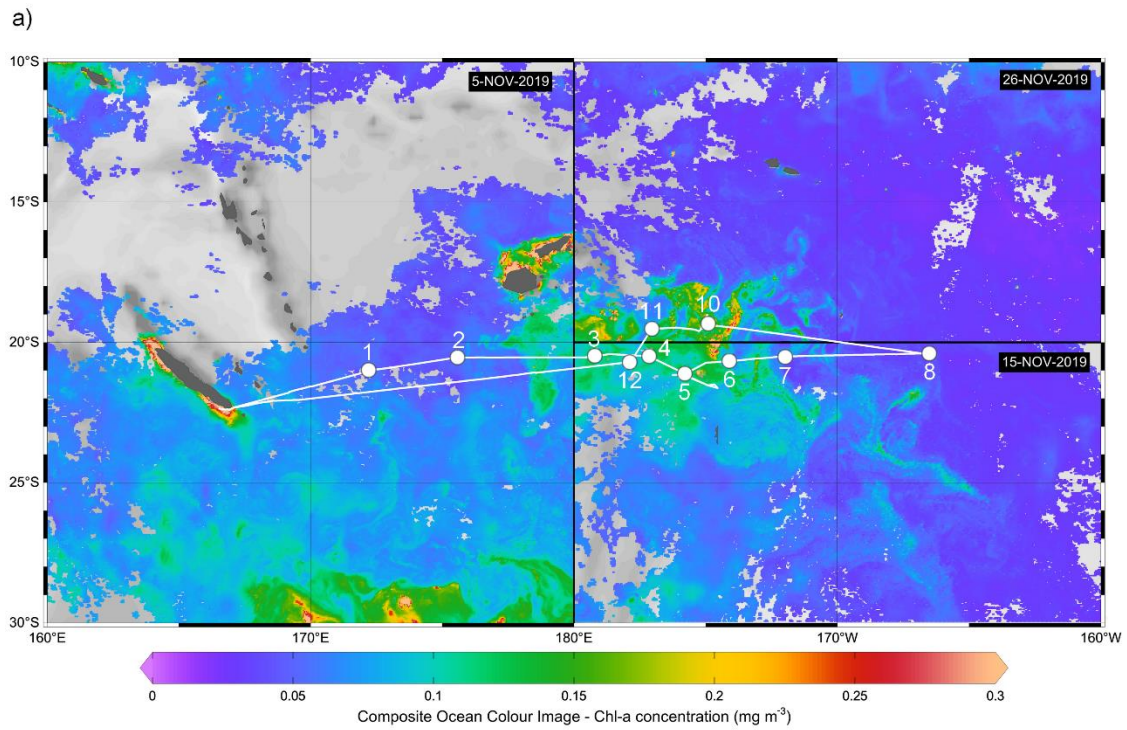 a)
10°S
5-NOV-2019
26-NOV-2019
15°S
11
10
20°S
1
2
3
4
12
5
6
7
8
15-NOV-2019
25°S
30°S
160°E
170°E
180°E
170°W
160°W
0
0.05
0.1
0.15
0.2
0.25
0.3
Composite Ocean Colour Image - Chl-a concentration (mg m⁻³)